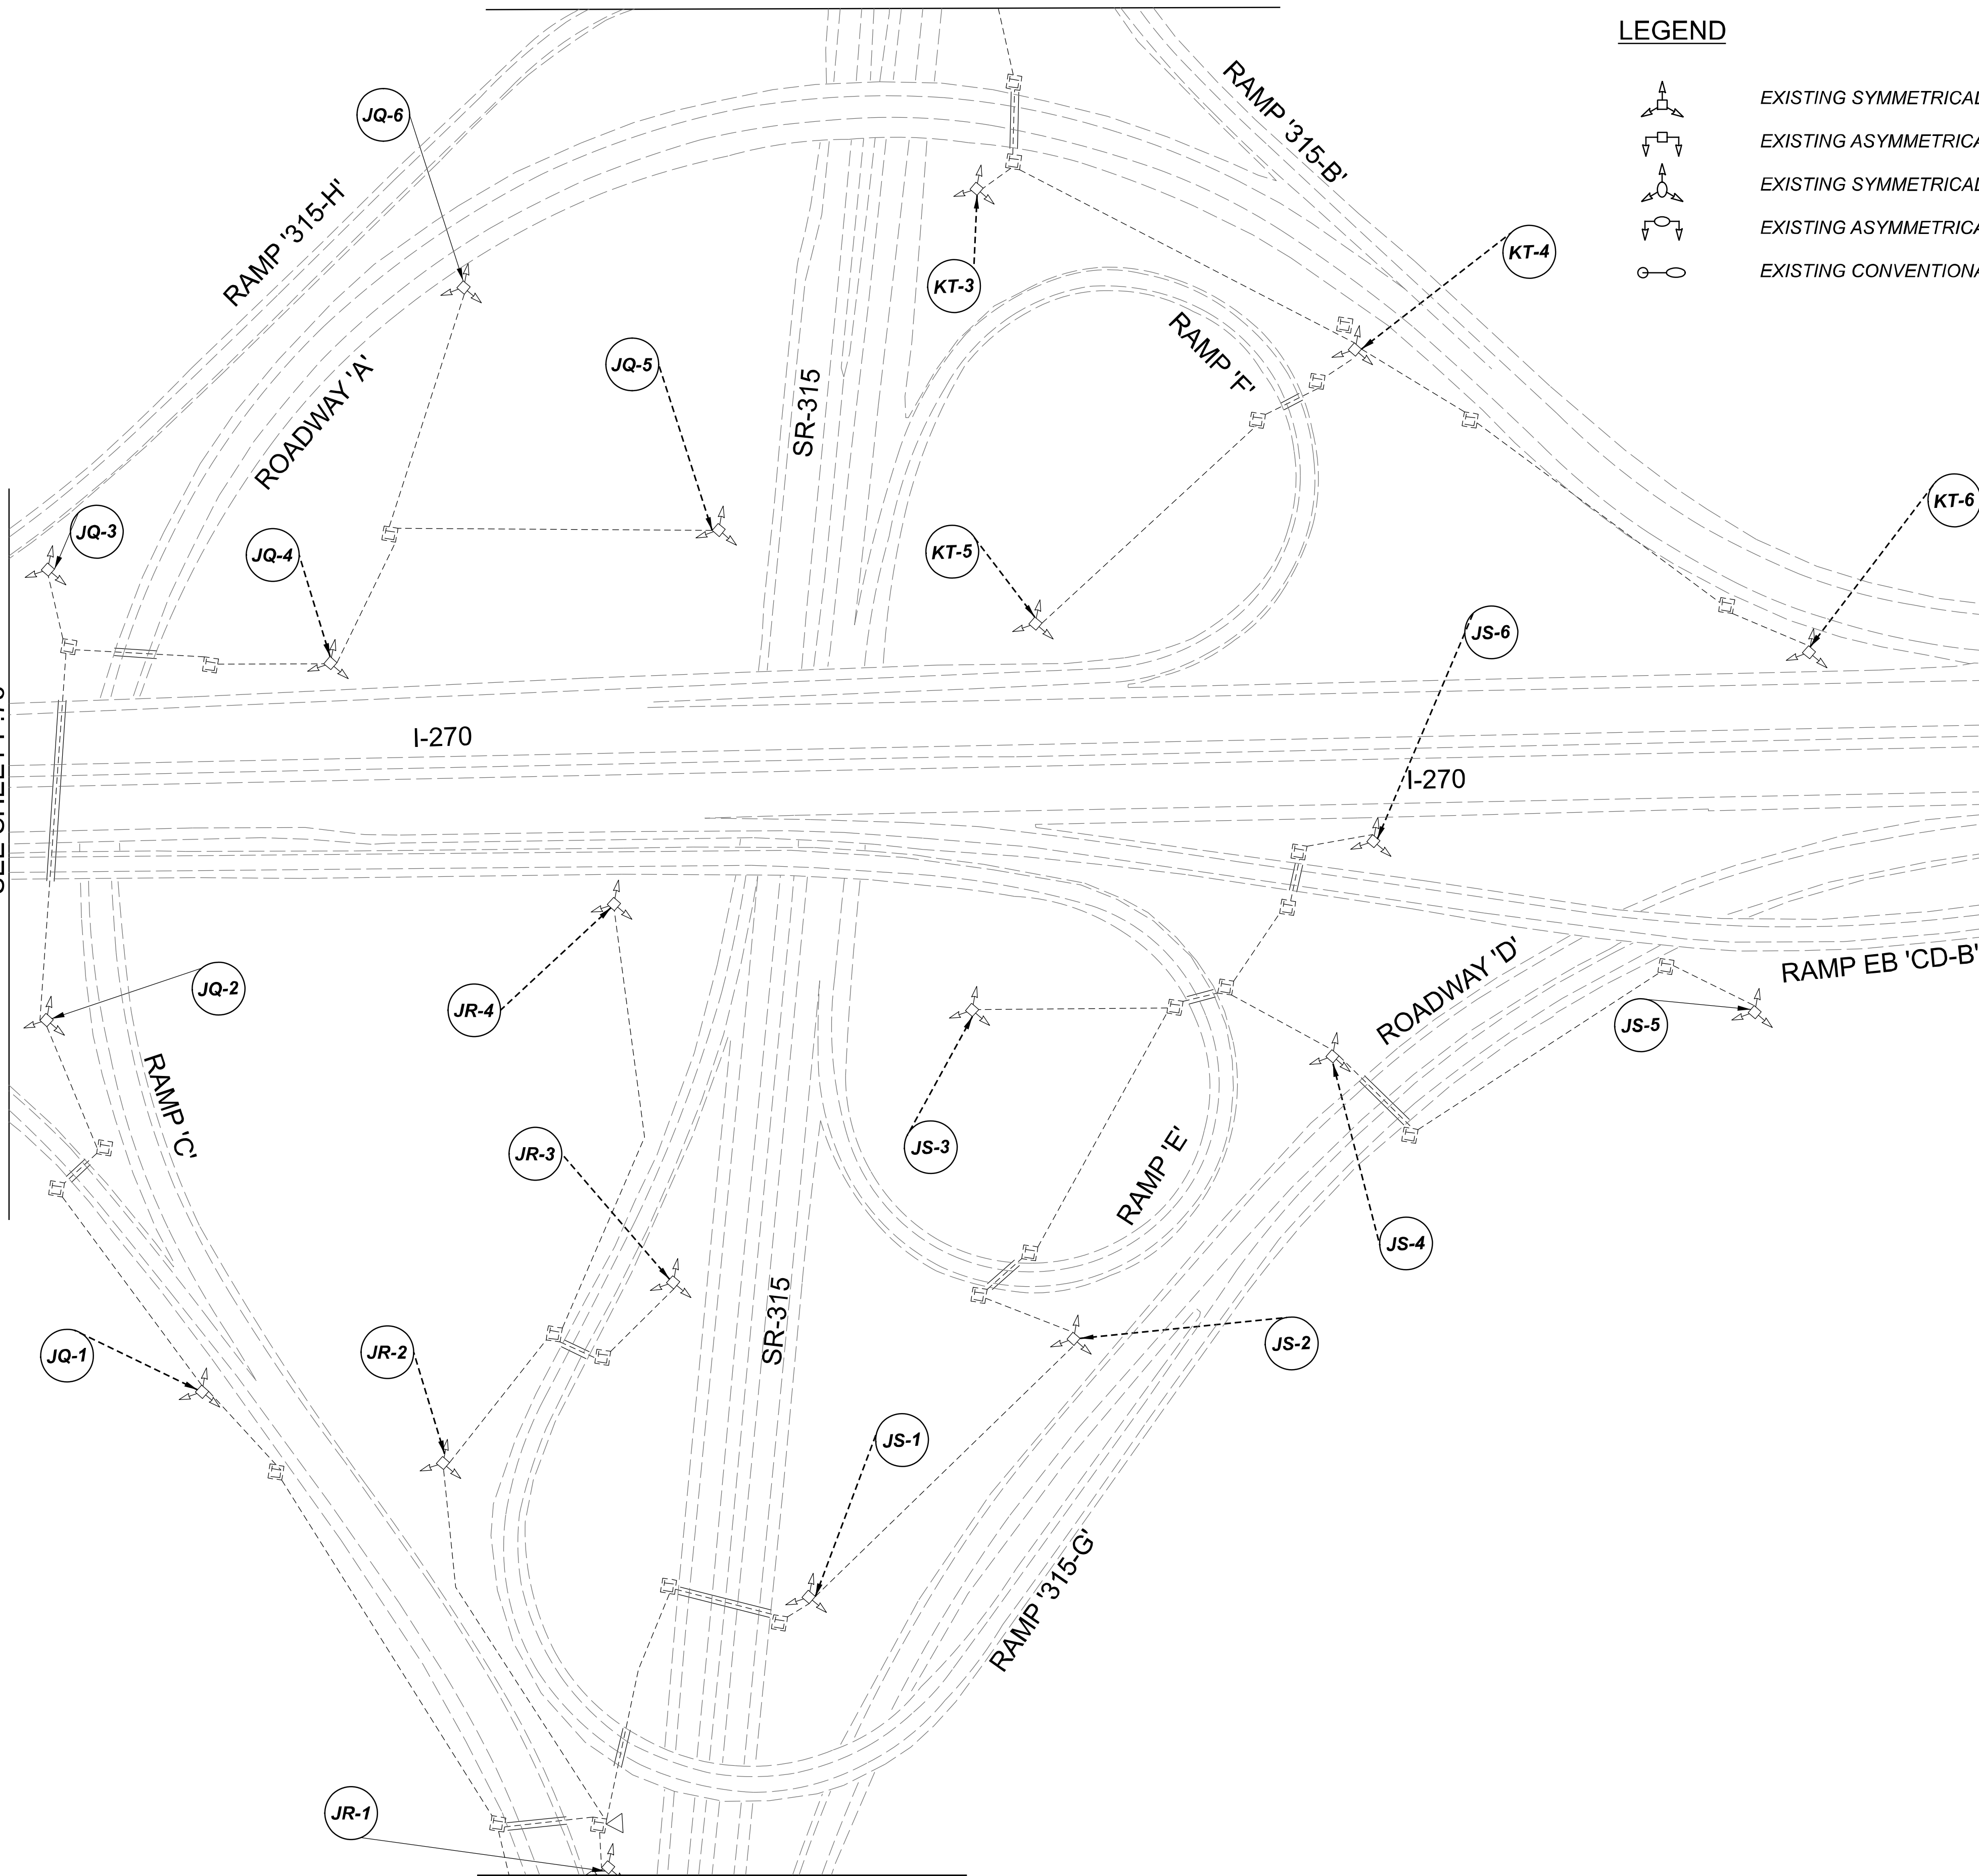 LEGEND
EXISTING SYMMETRICAL
EXISTING ASYMMETRICA
EXISTING SYMMETRICAL
EXISTING ASYMMETRICA
EXISTING CONVENTIONA
RAMP '315-B'
JQ-6
RAMP '315-H'
KT-3
KT-4
RAMP 'F'
JQ-5
SR-315
ROADWAY 'A'
JQ-3
JQ-4
KT-5
KT-6
JS-6
I-270
I-270
JQ-2
JR-4
ROADWAY 'D'
RAMP EB 'CD-B'
JS-5
RAMP 'C'
JR-3
JS-3
RAMP 'E'
JS-4
SR-315
JQ-1
JR-2
JS-2
JS-1
RAMP '315-G'
JR-1